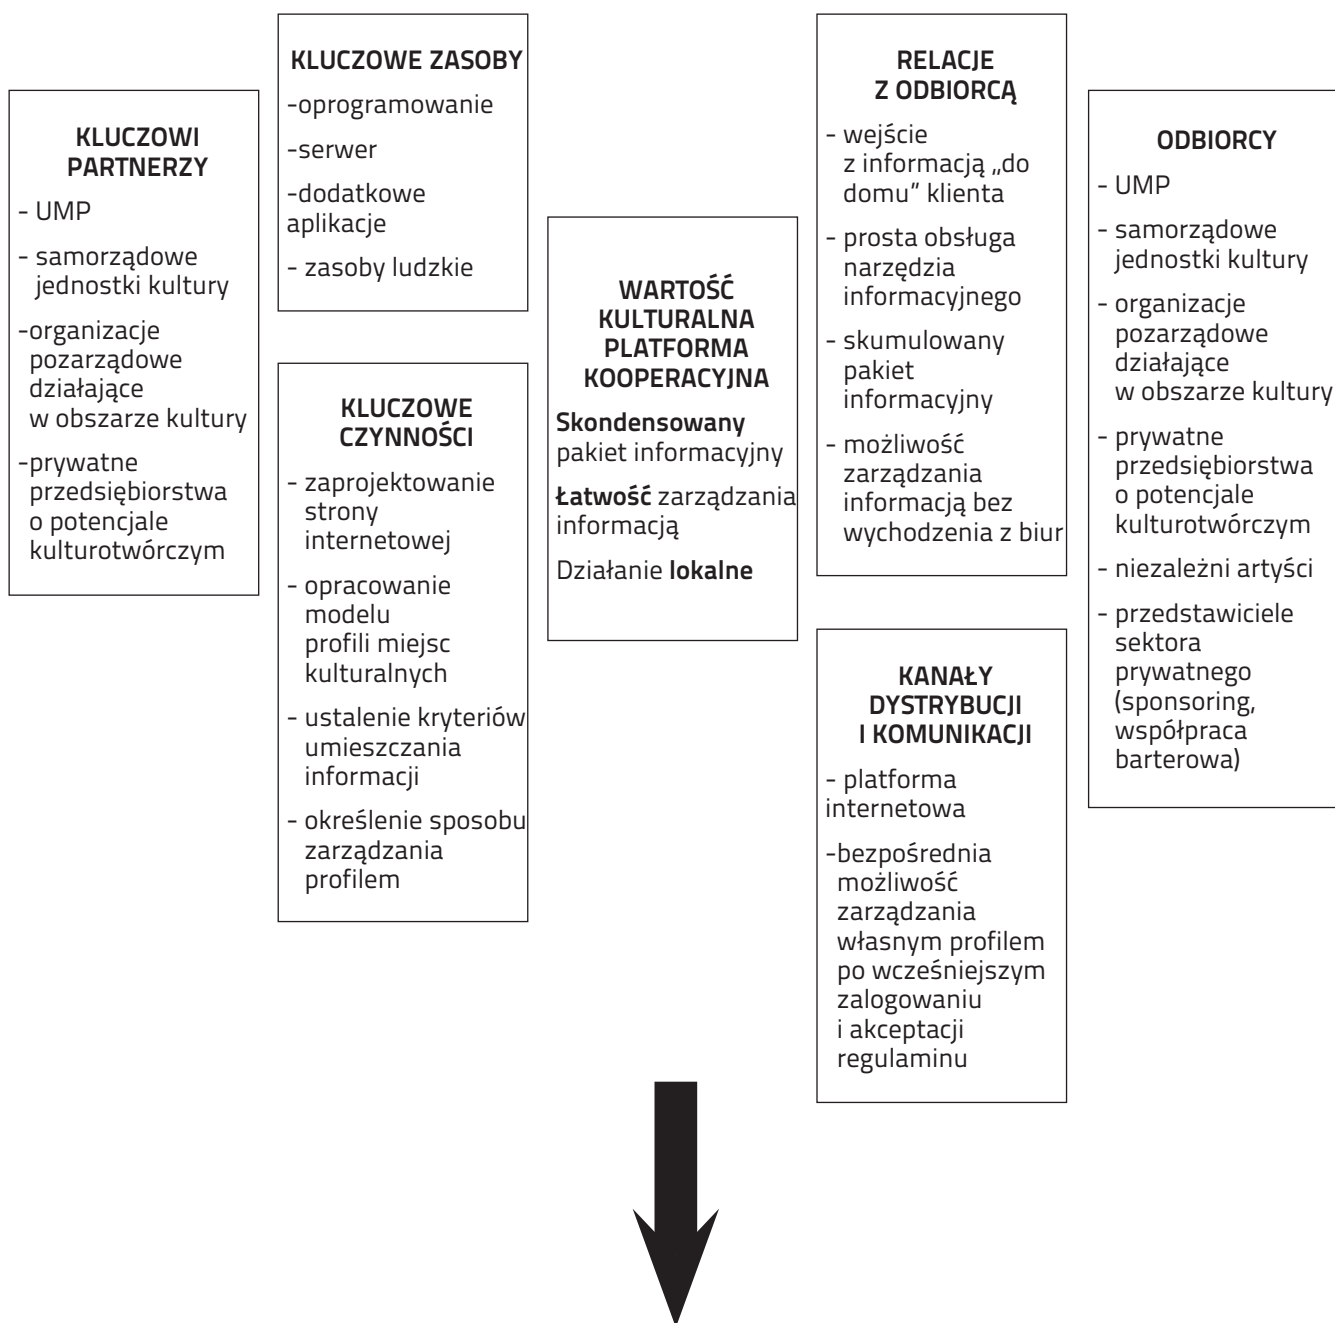 KLUCZOWI
PARTNERZY
- UMP
- samorządowe
jednostki kultury
-organizacje
pozarządowe
działające
w obszarze kultury
-prywatne
przedsiębiorstwa
o potencjale
kulturotwórczym
KLUCZOWE ZASOBY
-oprogramowanie
-serwer
-dodatkowe
aplikacje
- zasoby ludzkie
KLUCZOWE
CZYNNOŚCI
- zaprojektowanie
strony
internetowej
- opracowanie
modelu
profili miejsc
kulturalnych
- ustalenie kryteriów
umieszczania
informacji
- określenie sposobu
zarządzania
profilem
WARTOŚĆ
KULTURALNA
PLATFORMA
KOOPERACYJNA
Skondensowany
pakiet informacyjny
Łatwość zarządzania
informacją
Działanie lokalne
RELACJE
Z ODBIORCĄ
- wejście
z informacją „do
domu” klienta
- prosta obsługa
narzędzia
informacyjnego
- skumulowany
pakiet
informacyjny
- możliwość
zarządzania
informacją bez
wychodzenia z biur
KANAŁY
DYSTRYBUCJI
I KOMUNIKACJI
- platforma
internetowa
-bezpośrednia
możliwość
zarządzania
własnym profilem
po wcześniejszym
zalogowaniu
i akceptacji
regulaminu
ODBIORCY
- UMP
- samorządowe
jednostki kultury
- organizacje
pozarządowe
działające
w obszarze kultury
- prywatne
przedsiębiorstwa
o potencjale
kulturotwórczym
- niezależni artyści
- przedstawiciele
sektora
prywatnego
(sponsoring,
współpraca
barterowa)